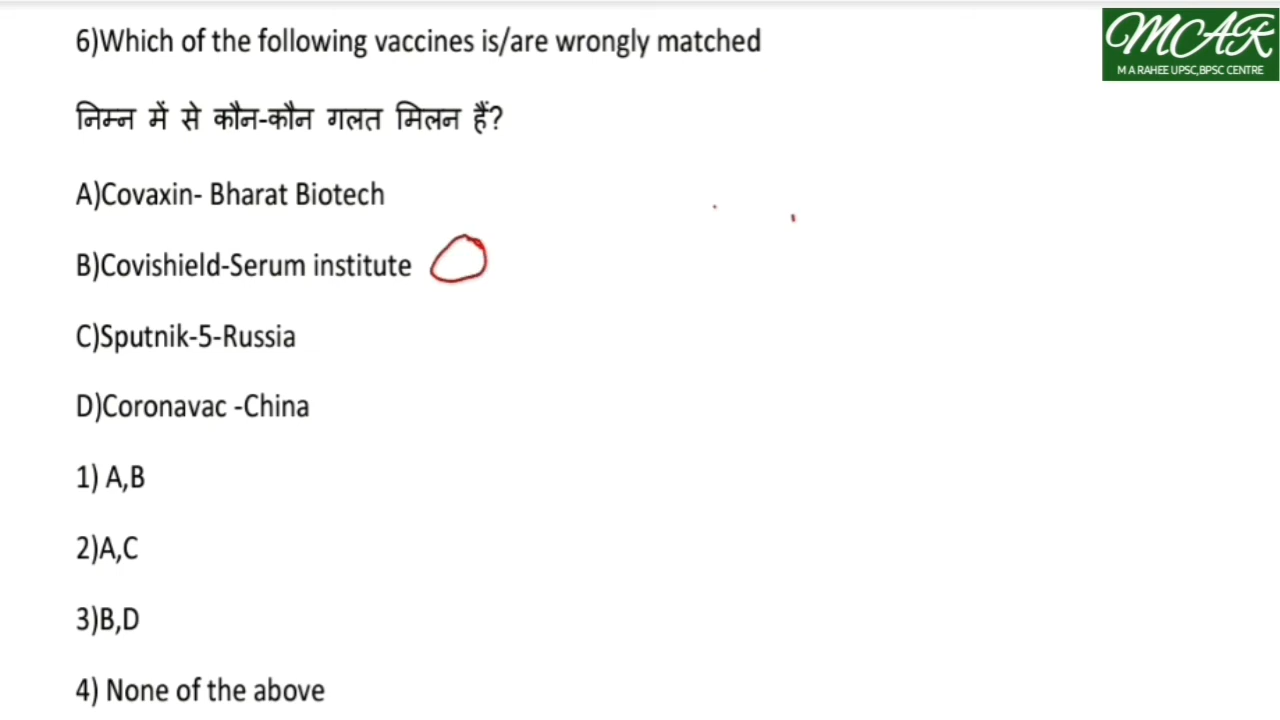 MCAR
M A RAHEE UPSC,BPSC CENTRE
6)Which of the following vaccines is/are wrongly matched
निम्न में से कौन-कौन गलत मिलन हैं?
A)Covaxin- Bharat Biotech
B)Covishield-Serum institute
C)Sputnik-5-Russia
D)Coronavac -China
1) A,B
2)A,C
3)B,D
4) None of the above